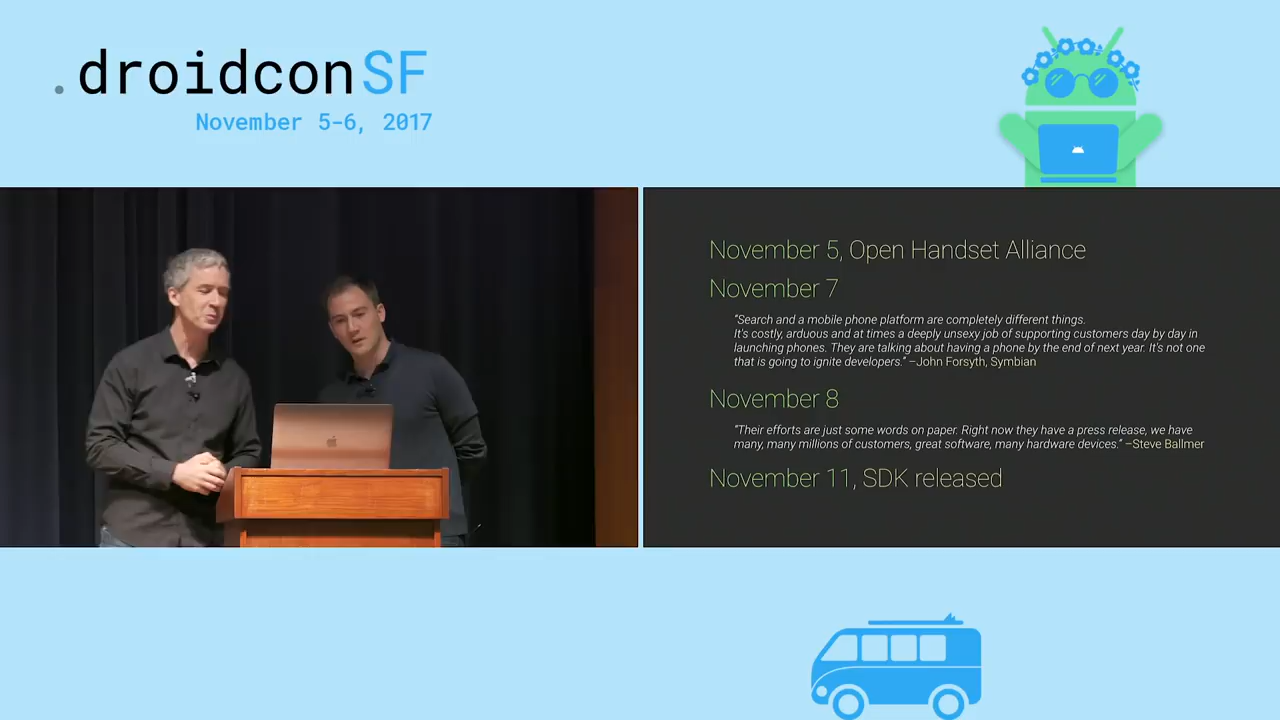 .droidconSF
November 5-6, 2017
November 5, Open Handset Alliance
November 7
"Search and a mobile phone platform are completely different things.
It's costly, arduous and at times a deeply unsexy job of supporting customers day by day in
launching phones. They are talking about having a phone by the end of next year. It's not one
that is going to ignite developers." –John Forsyth, Symbian
November 8
"Their efforts are just some words on paper. Right now they have a press release, we have
many, many millions of customers, great software, many hardware devices." –Steve Ballmer
November 11, SDK released